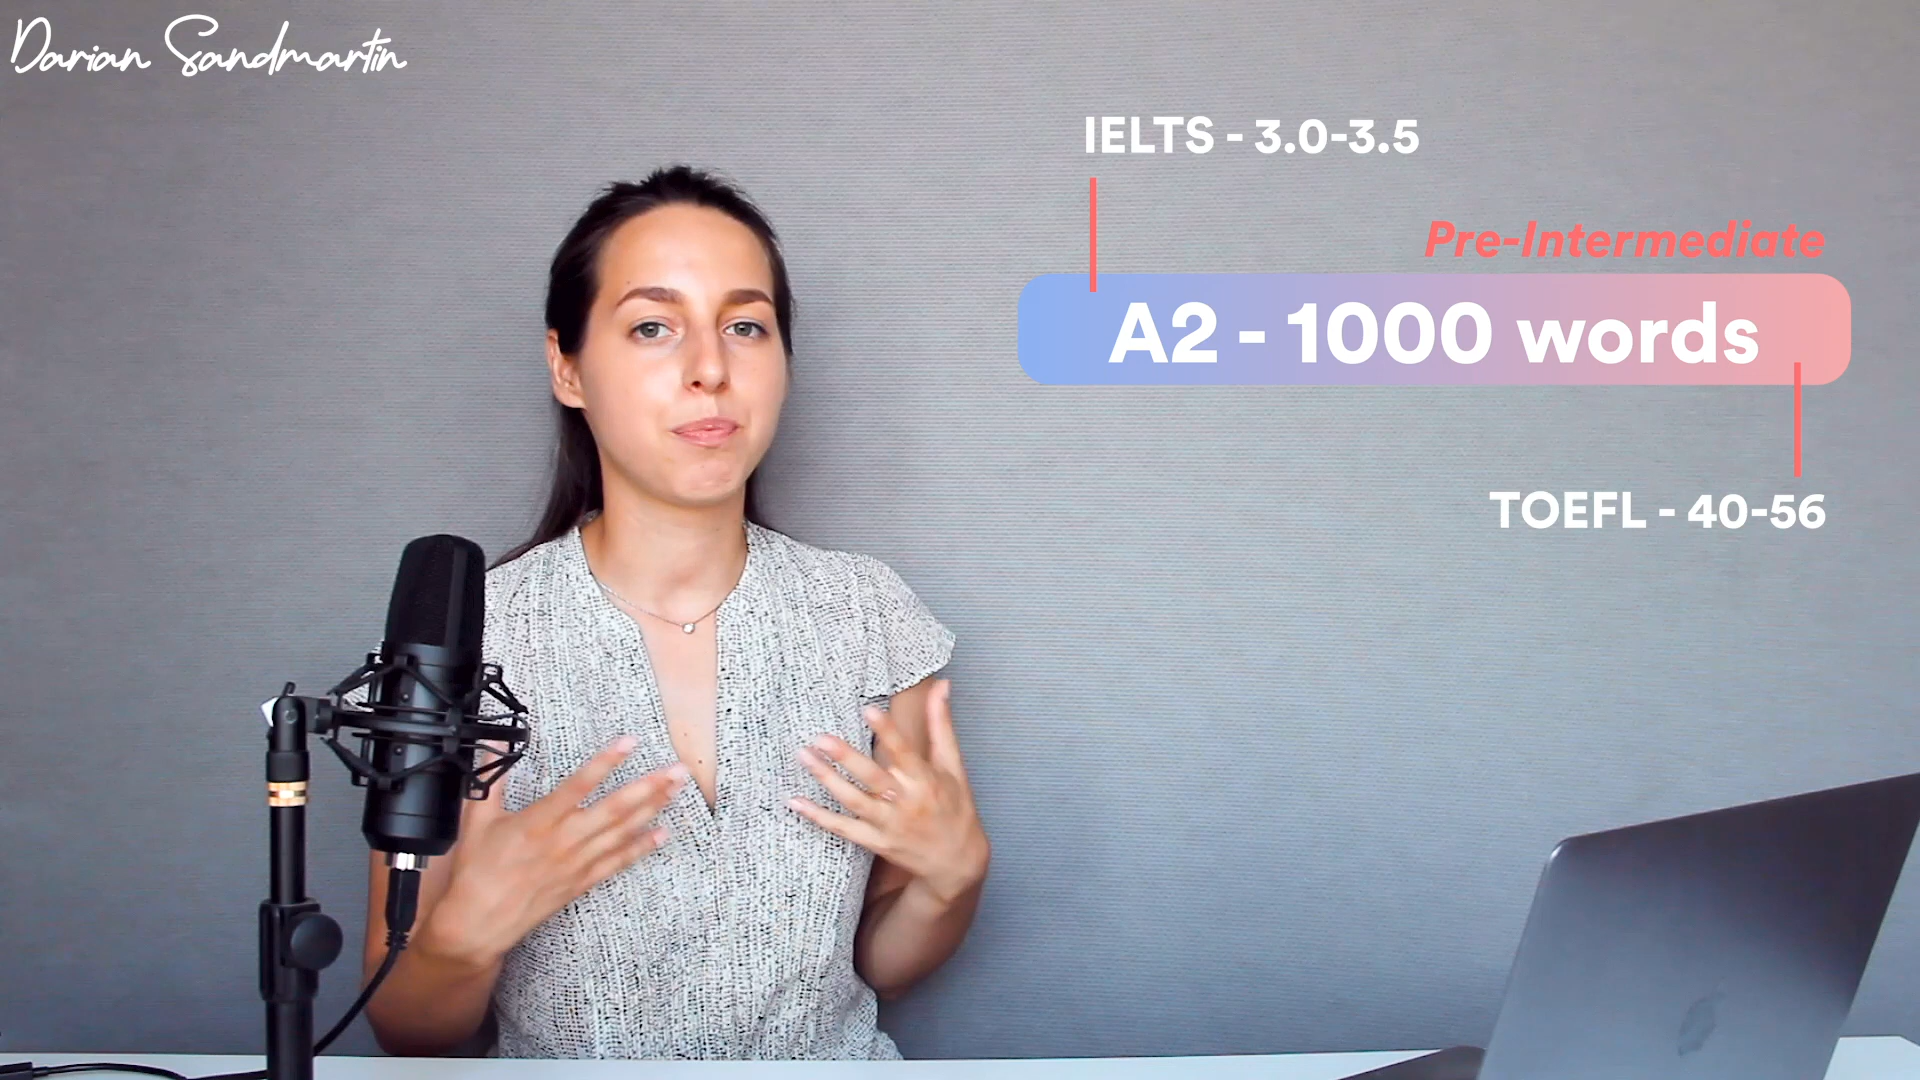 Darian Sandmartin
IELTS - 3.0-3.5
Pre-Intermediate
A2 - 1000 words
TOEFL - 40-56